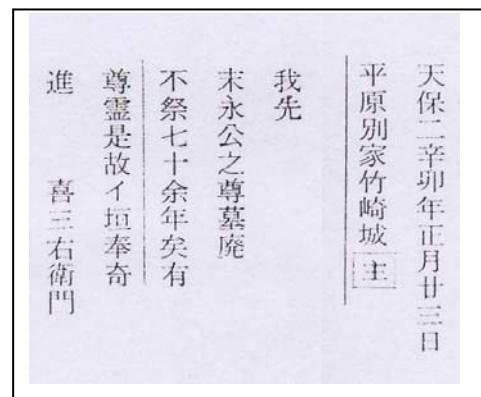 天保二辛卯年正月廿三日
平原別家竹崎城主
我先
末永公之尊墓廃
不祭七十余年矣有
尊霊是故イ垣奉奇
進 喜三右衛門